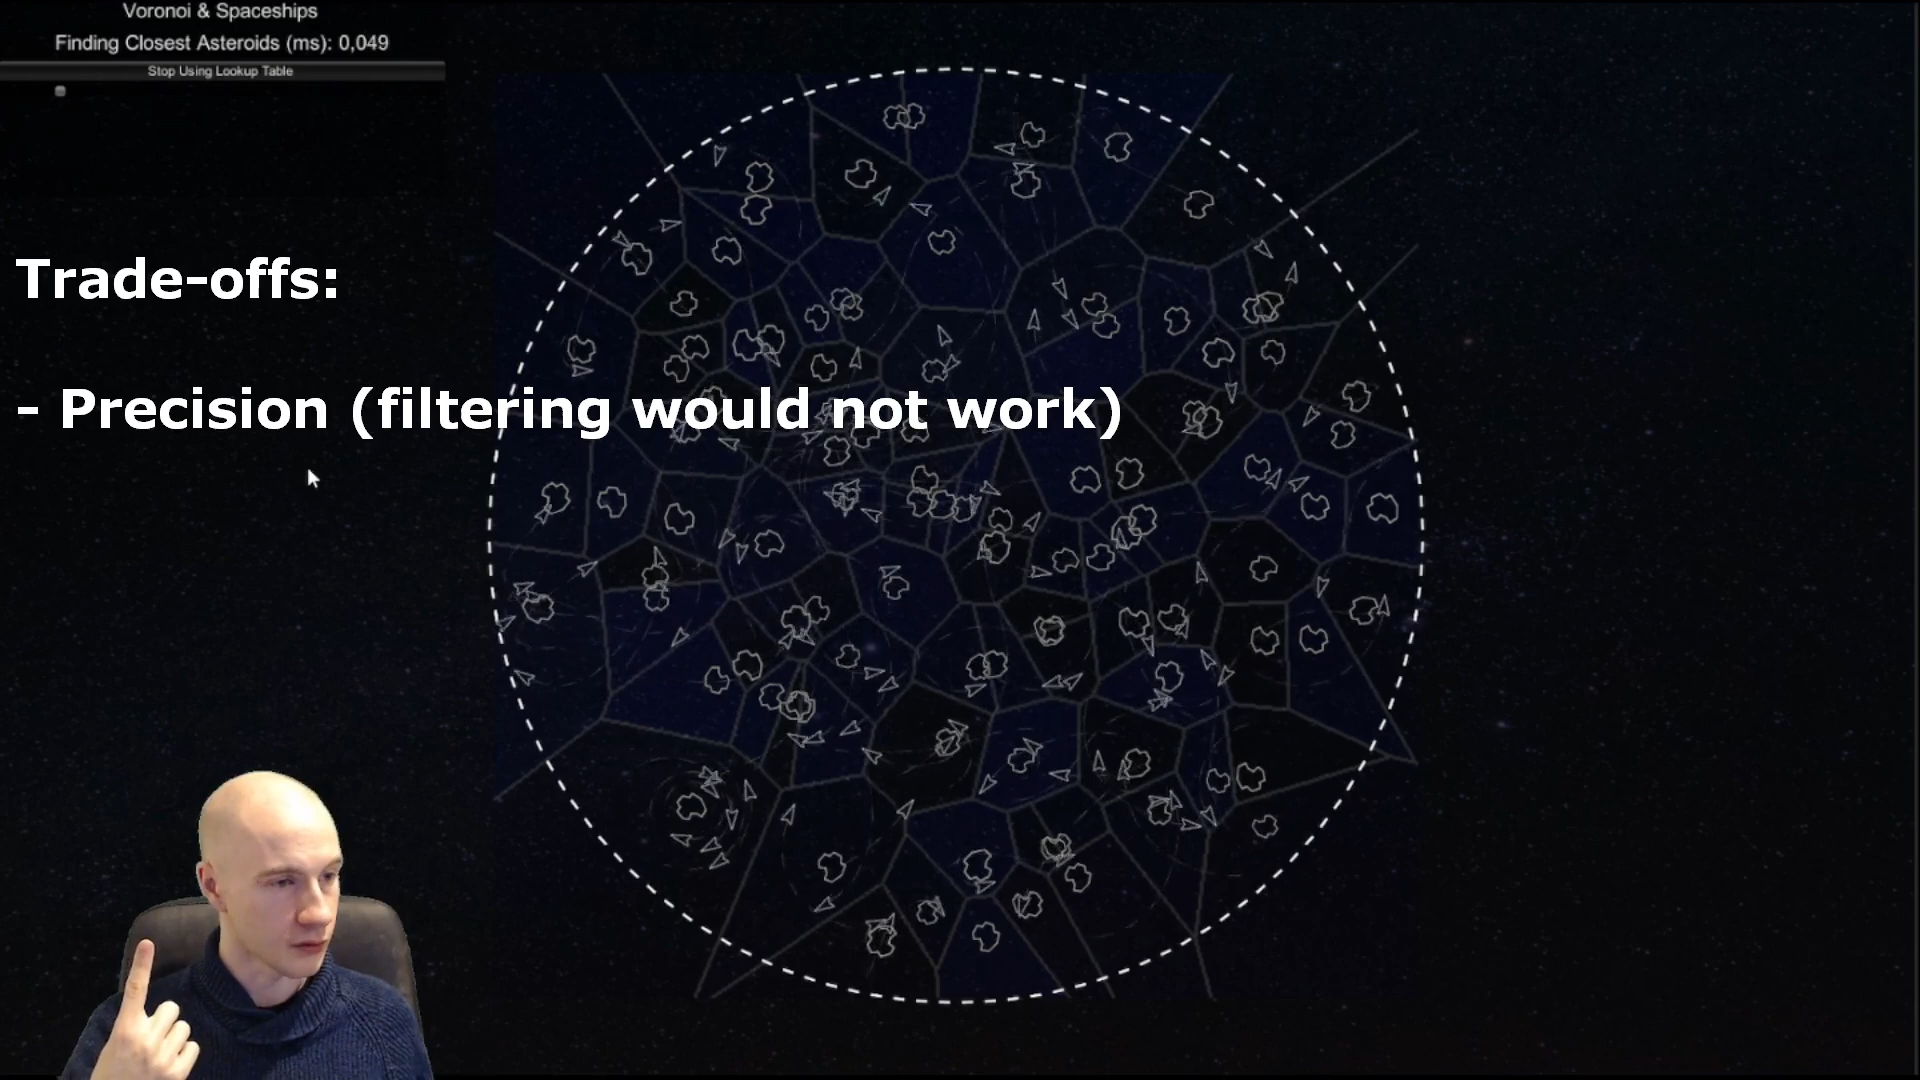 Voronoi & Spaceships
Finding Closest Asteroids (ms): 0,049
Stop Using Lookup Table
Trade-offs:
- Precision (filtering would not work)